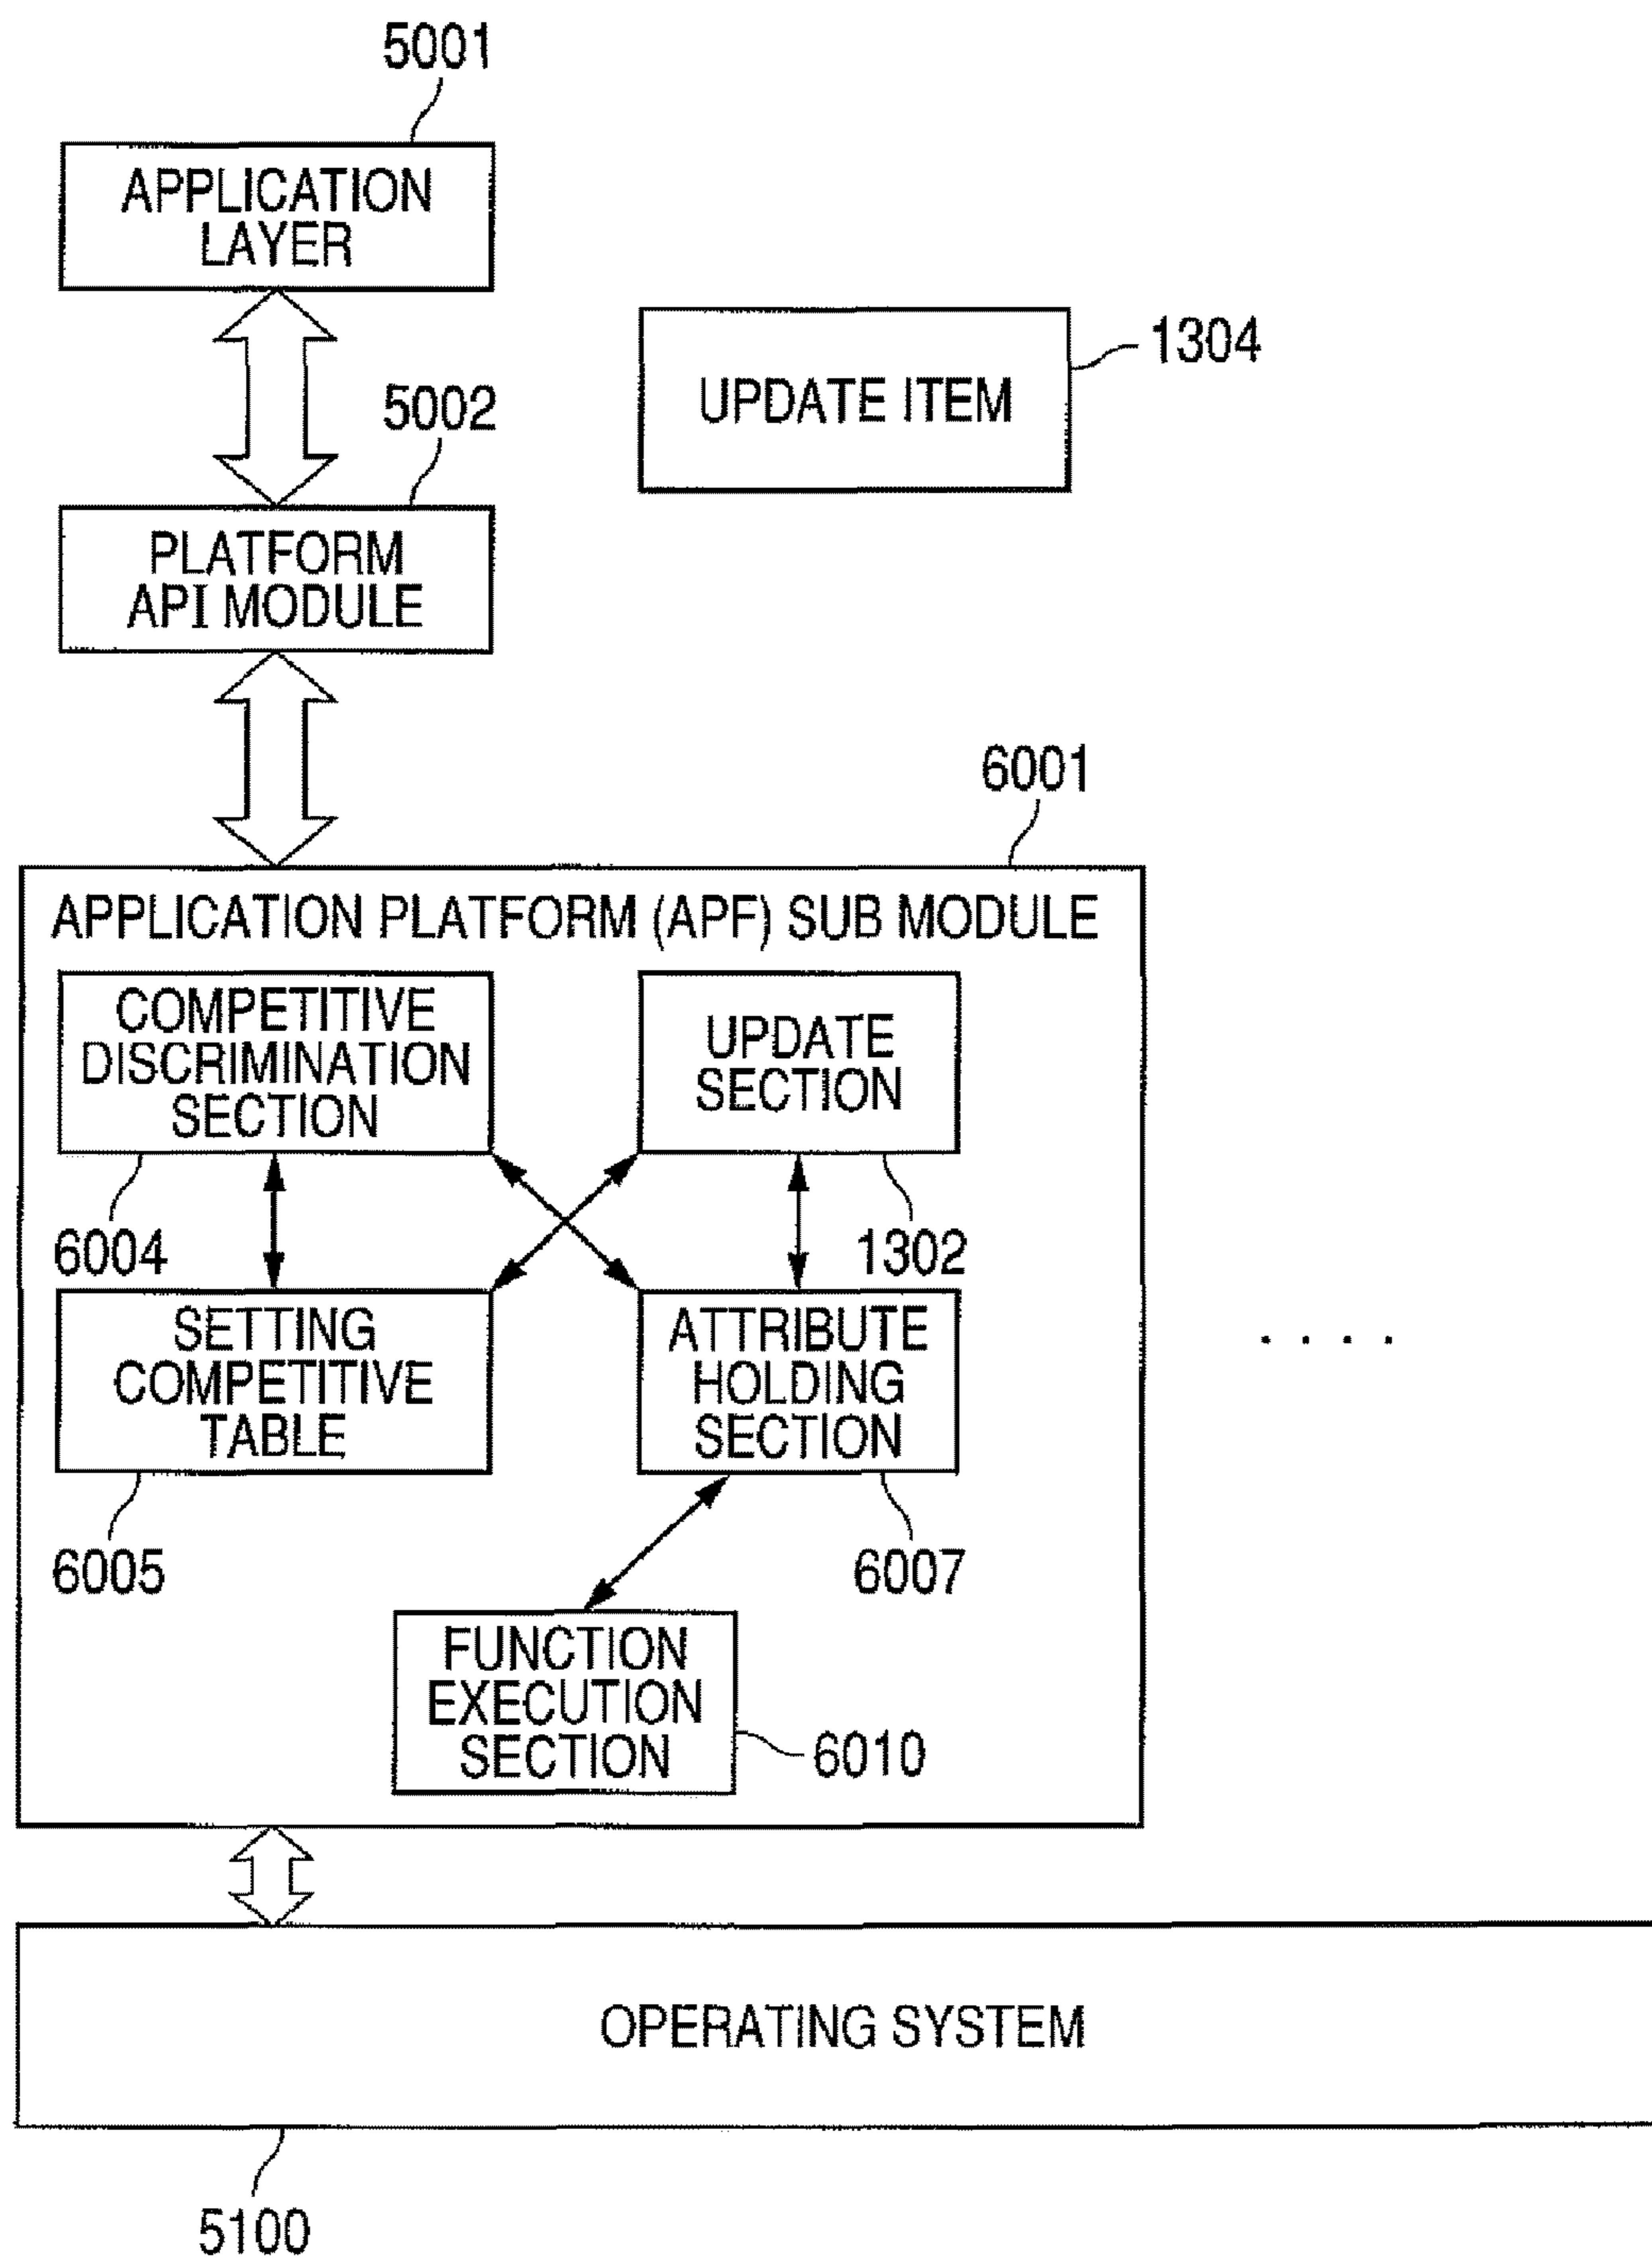 5001
APPLICATION
LAYER
1304
UPDATE ITEM
5002
PLATFORM
API MODULE
6001
APPLICATION PLATFORM (APF) SUB MODULE
COMPETITIVE
DISCRIMINATION
SECTION
UPDATE
SECTION
6004
1302
SETTING
COMPETITIVE
TABLE
ATTRIBUTE
HOLDING
SECTION
. . . .
6005
6007
FUNCTION
EXECUTION
SECTION
6010
OPERATING SYSTEM
5100